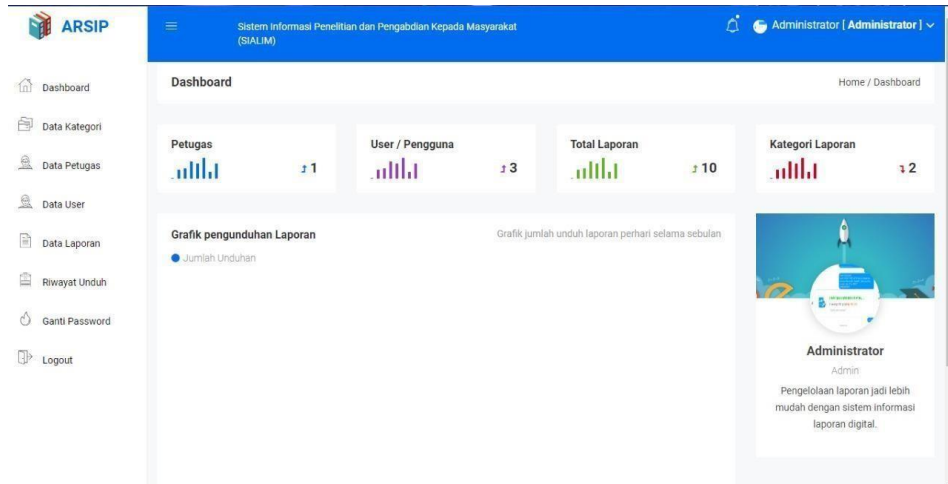 ARSIP
Sistem Informasi Penelitian dan Pengabdian Kepada Masyarakat
(SIALIM)
Administrator [ Administrator ]
Dashboard
Data Kategori
Data Petugas
Data User
Data Laporan
Riwayat Unduh
Ganti Password
Logout
Dashboard
Home / Dashboard
Petugas
1
User / Pengguna
3
Total Laporan
10
Kategori Laporan
2
Grafik pengunduhan Laporan
Grafik jumlah unduh laporan perhari selama sebulan
Jumlah Unduhan
Administrator
Admin
Pengelolaan laporan jadi lebih
mudah dengan sistem informasi
laporan digital.